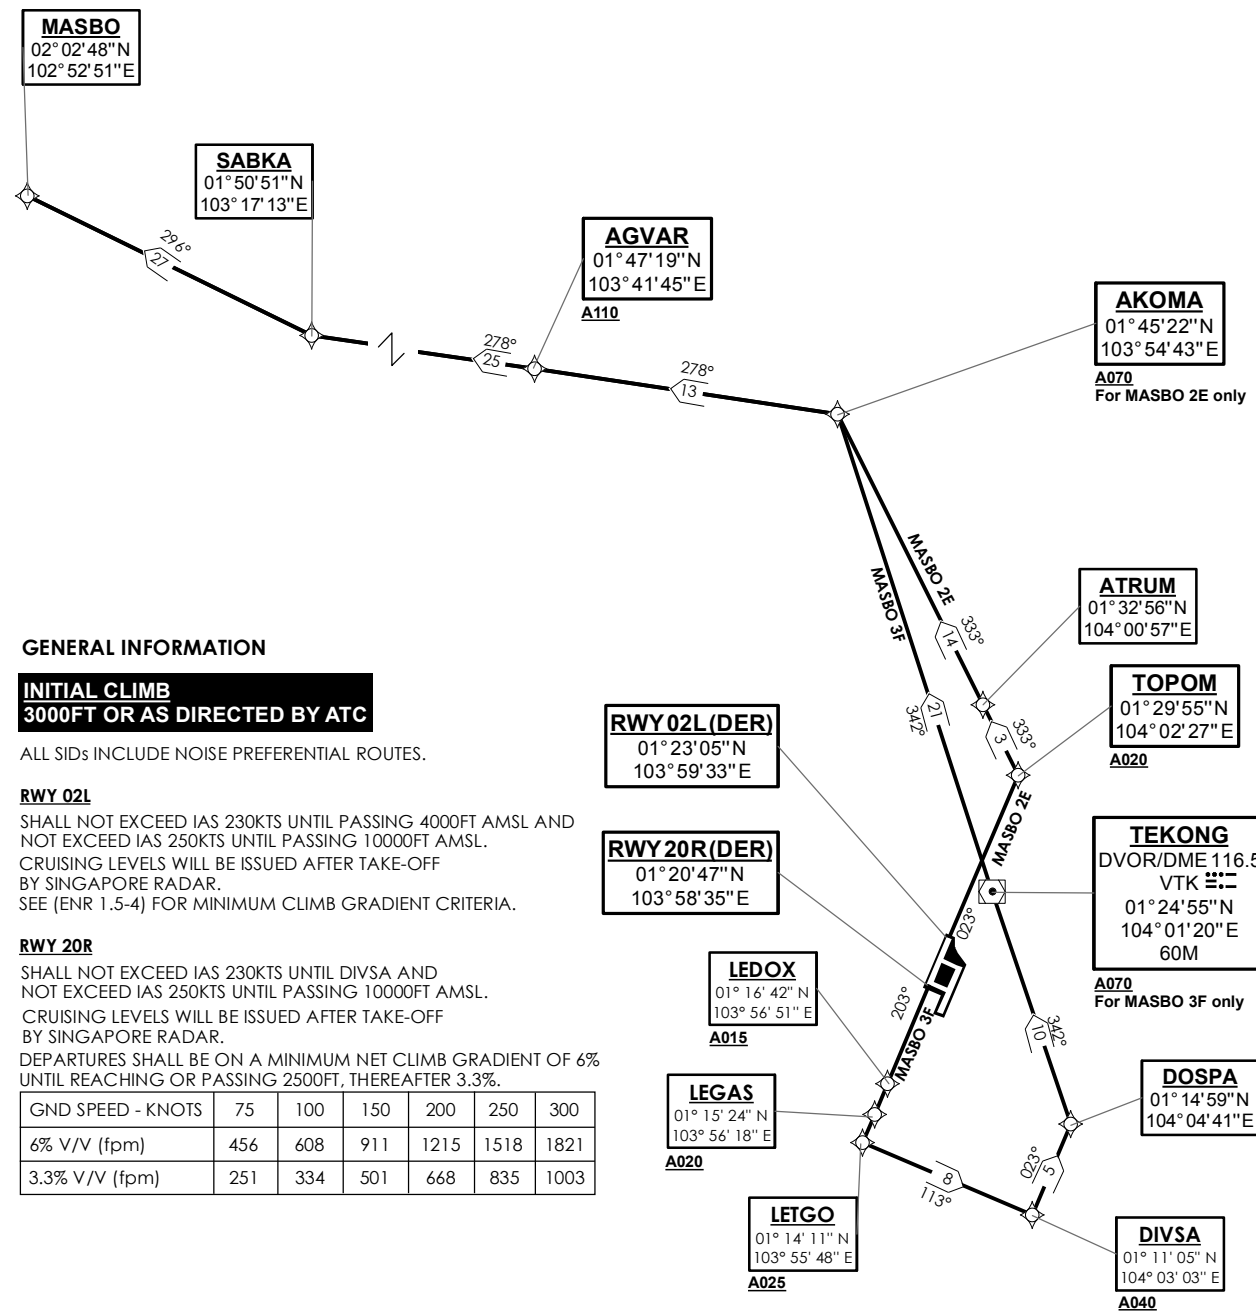 MASBO
02°02'48"N
102°52'51"E
SABKA
01°50'51"N
103°17'13"E
AGVAR
01°47'19"N
103°41'45"E
A110
AKOMA
01°45'22"N
103°54'43"E
A070
For MASBO 2E only
296°
27
278°
25
278°
13
MASBO 2E
MASBO 3F
333°
14
ATRUM
01°32'56"N
104°00'57"E
21
342°
333°
3
TOPOM
01°29'55"N
104°02'27"E
A020
MASBO 2E
RWY 02L(DER)
01°23'05"N
103°59'33"E
RWY 20R(DER)
01°20'47"N
103°58'35"E
TEKONG
DVOR/DME 116.5
VTK
01°24'55"N
104°01'20"E
60M
A070
For MASBO 3F only
023°
203°
MASBO 3F
342°
10
LEDOX
01° 16' 42" N
103° 56' 51" E
A015
LEGAS
01° 15' 24" N
103° 56' 18" E
A020
LETGO
01° 14' 11" N
103° 55' 48" E
A025
8
113°
023°
5
DOSPA
01°14'59"N
104°04'41"E
DIVSA
01° 11' 05" N
104° 03' 03" E
A040
GENERAL INFORMATION
INITIAL CLIMB
3000FT OR AS DIRECTED BY ATC
ALL SIDs INCLUDE NOISE PREFERENTIAL ROUTES.
RWY 02L
SHALL NOT EXCEED IAS 230KTS UNTIL PASSING 4000FT AMSL AND
NOT EXCEED IAS 250KTS UNTIL PASSING 10000FT AMSL.
CRUISING LEVELS WILL BE ISSUED AFTER TAKE-OFF
BY SINGAPORE RADAR.
SEE (ENR 1.5-4) FOR MINIMUM CLIMB GRADIENT CRITERIA.
RWY 20R
SHALL NOT EXCEED IAS 230KTS UNTIL DIVSA AND
NOT EXCEED IAS 250KTS UNTIL PASSING 10000FT AMSL.
CRUISING LEVELS WILL BE ISSUED AFTER TAKE-OFF
BY SINGAPORE RADAR.
DEPARTURES SHALL BE ON A MINIMUM NET CLIMB GRADIENT OF 6%
UNTIL REACHING OR PASSING 2500FT, THEREAFTER 3.3%.
GND SPEED - KNOTS 75 100 150 200 250 300
6% V/V (fpm) 456 608 911 1215 1518 1821
3.3% V/V (fpm) 251 334 501 668 835 1003